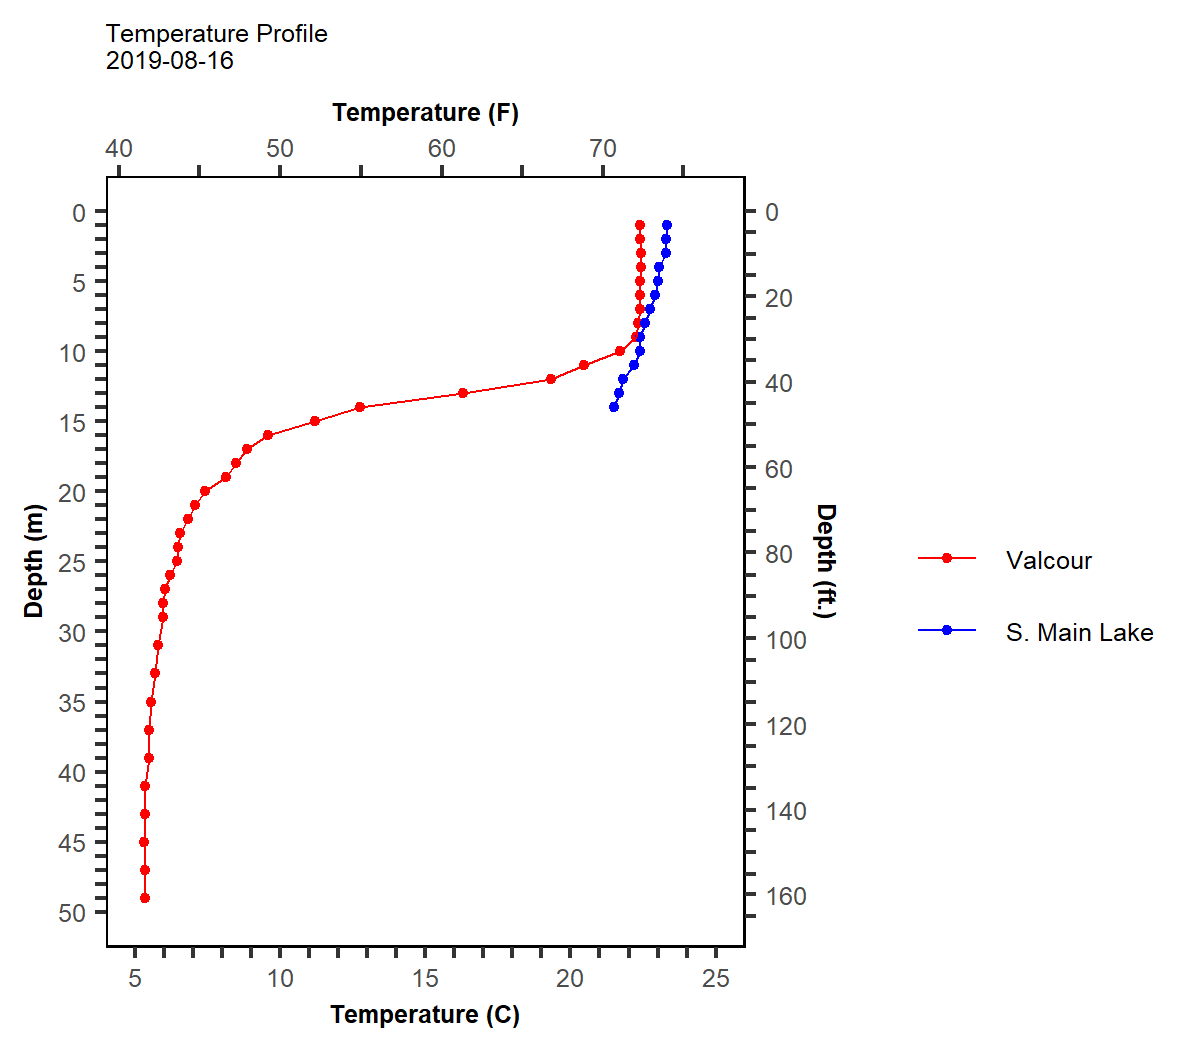 Temperature Profile
2019-08-16
Temperature (F)
40 50 60 70
0 0
5
20
10
40
15
60
20
80
25
100
30
120
35
40
140
45
160
50
Depth (m)
Depth (ft.)
Valcour
S. Main Lake
5 10 15 20 25
Temperature (C)